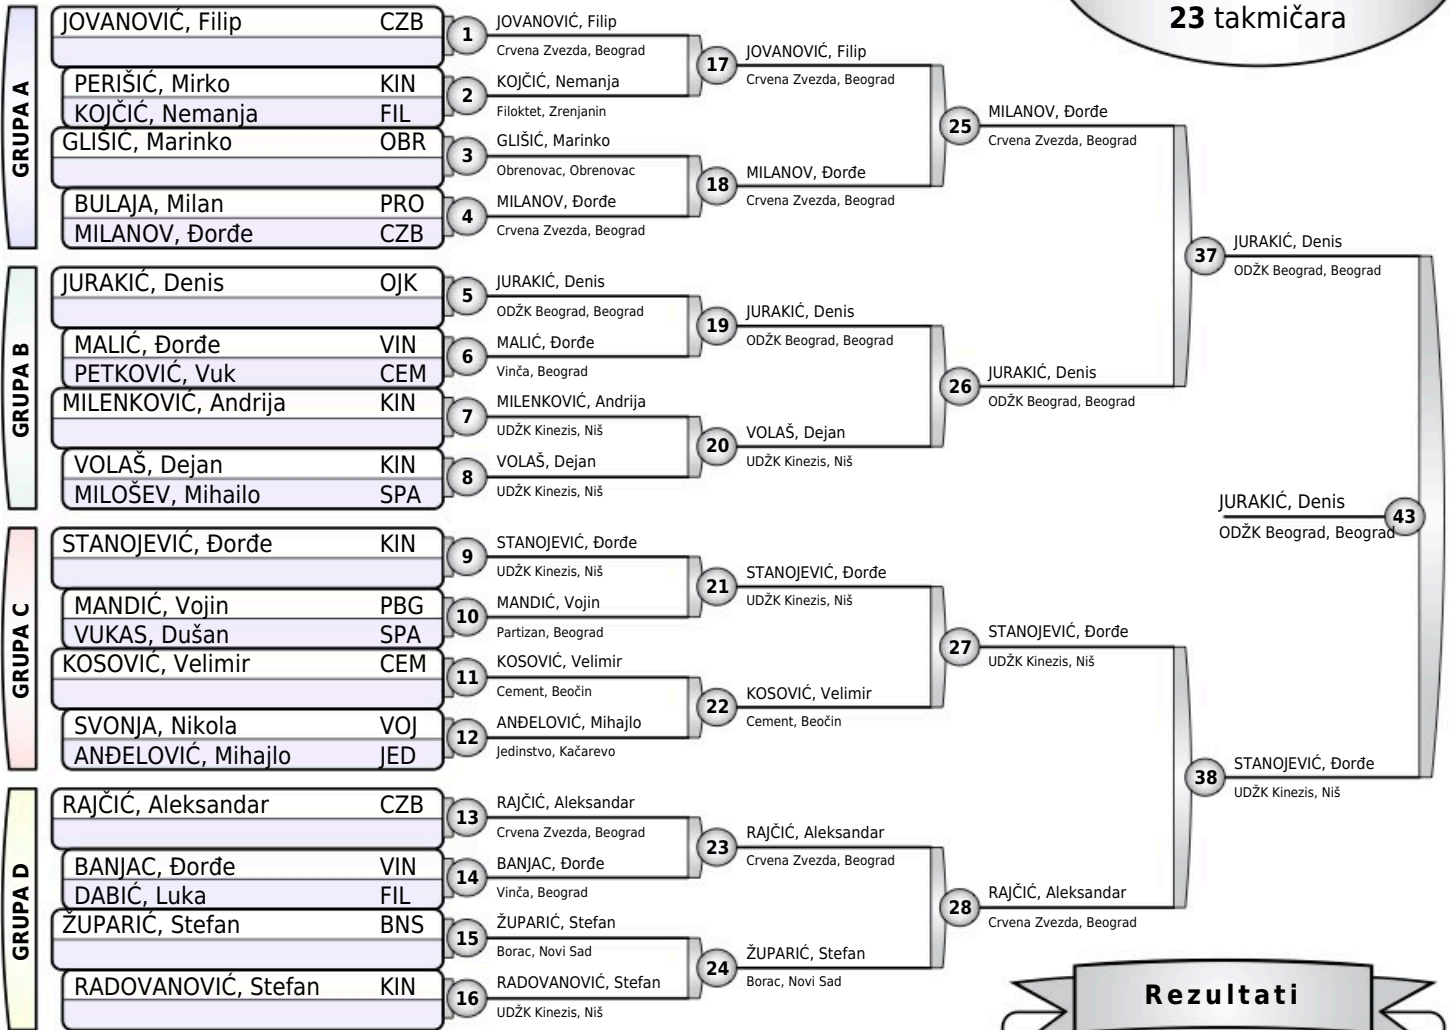 23 takmičara
GRUPA A
JOVANOVIĆ, Filip CZB
PERIŠIĆ, Mirko KIN
KOJČIĆ, Nemanja FIL
GLIŠIĆ, Marinko OBR
BULAJA, Milan PRO
MILANOV, Đorđe CZB
GRUPA B
JURAKIĆ, Denis OJK
MALIĆ, Đorđe VIN
PETKOVIĆ, Vuk CEM
MILENKOVIĆ, Andrija KIN
VOLAŠ, Dejan KIN
MILOŠEV, Mihailo SPA
GRUPA C
STANOJEVIĆ, Đorđe KIN
MANDIĆ, Vojin PBG
VUKAS, Dušan SPA
KOSOVIĆ, Velimir CEM
SVONJA, Nikola VOJ
ANĐELOVIĆ, Mihajlo JED
GRUPA D
RAJČIĆ, Aleksandar CZB
BANJAC, Đorđe VIN
DABIĆ, Luka FIL
ŽUPARIĆ, Stefan BNS
RADOVANOVIĆ, Stefan KIN
1 JOVANOVIĆ, Filip
Crvena Zvezda, Beograd
2 KOJČIĆ, Nemanja
Filoktet, Zrenjanin
3 GLIŠIĆ, Marinko
Obrenovac, Obrenovac
4 MILANOV, Đorđe
Crvena Zvezda, Beograd
5 JURAKIĆ, Denis
ODŽK Beograd, Beograd
6 MALIĆ, Đorđe
Vinča, Beograd
7 MILENKOVIĆ, Andrija
UDŽK Kinezis, Niš
8 VOLAŠ, Dejan
UDŽK Kinezis, Niš
9 STANOJEVIĆ, Đorđe
UDŽK Kinezis, Niš
10 MANDIĆ, Vojin
Partizan, Beograd
11 KOSOVIĆ, Velimir
Cement, Beočin
12 ANĐELOVIĆ, Mihajlo
Jedinstvo, Kačarevo
13 RAJČIĆ, Aleksandar
Crvena Zvezda, Beograd
14 BANJAC, Đorđe
Vinča, Beograd
15 ŽUPARIĆ, Stefan
Borac, Novi Sad
16 RADOVANOVIĆ, Stefan
UDŽK Kinezis, Niš
17 JOVANOVIĆ, Filip
Crvena Zvezda, Beograd
18 MILANOV, Đorđe
Crvena Zvezda, Beograd
19 JURAKIĆ, Denis
ODŽK Beograd, Beograd
20 VOLAŠ, Dejan
UDŽK Kinezis, Niš
21 STANOJEVIĆ, Đorđe
UDŽK Kinezis, Niš
22 KOSOVIĆ, Velimir
Cement, Beočin
23 RAJČIĆ, Aleksandar
Crvena Zvezda, Beograd
24 ŽUPARIĆ, Stefan
Borac, Novi Sad
25 MILANOV, Đorđe
Crvena Zvezda, Beograd
26 JURAKIĆ, Denis
ODŽK Beograd, Beograd
27 STANOJEVIĆ, Đorđe
UDŽK Kinezis, Niš
28 RAJČIĆ, Aleksandar
Crvena Zvezda, Beograd
37 JURAKIĆ, Denis
ODŽK Beograd, Beograd
38 STANOJEVIĆ, Đorđe
UDŽK Kinezis, Niš
JURAKIĆ, Denis 43
ODŽK Beograd, Beograd
Rezultati